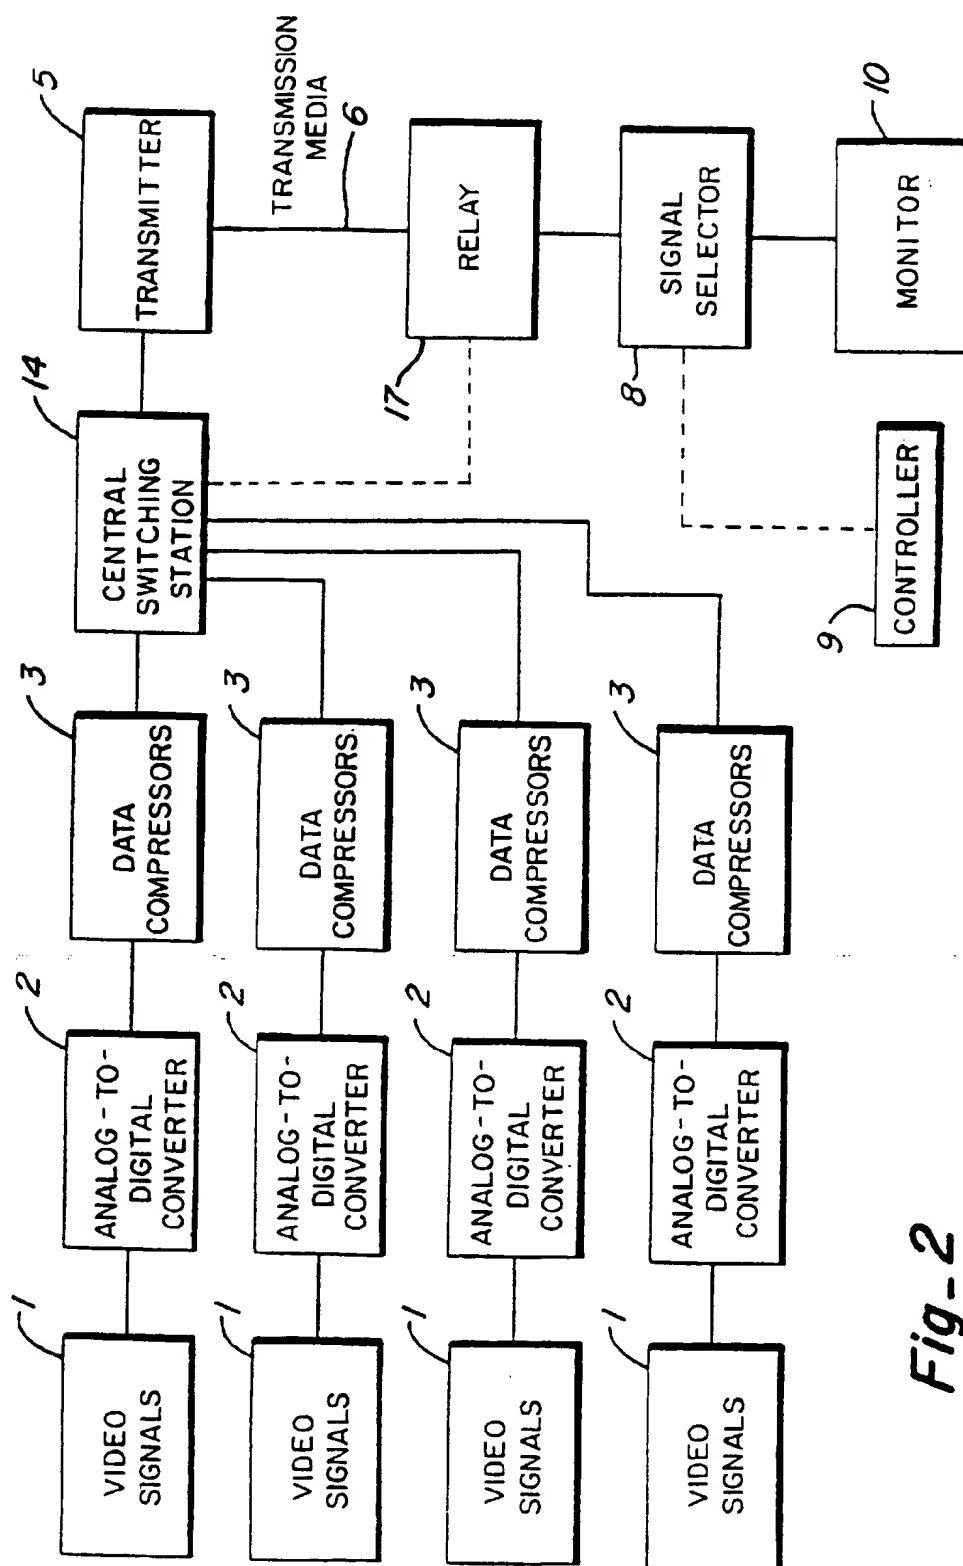 1
VIDEO
SIGNALS
2
ANALOG-TO-
DIGITAL
CONVERTER
3
DATA
COMPRESSORS
14
CENTRAL
SWITCHING
STATION
5
TRANSMITTER
1
VIDEO
SIGNALS
2
ANALOG-TO-
DIGITAL
CONVERTER
3
DATA
COMPRESSORS.
TRANSMISSION
MEDIA
6
1
VIDEO
SIGNALS
2
ANALOG-TO-
DIGITAL
CONVERTER
3
DATA
COMPRESSORS
17
RELAY
1
VIDEO
SIGNALS
2
ANALOG-TO-
DIGITAL
CONVERTER
3
DATA
COMPRESSORS
8
SIGNAL
SELECTOR
9
CONTROLLER
10
MONITOR
Fig_2